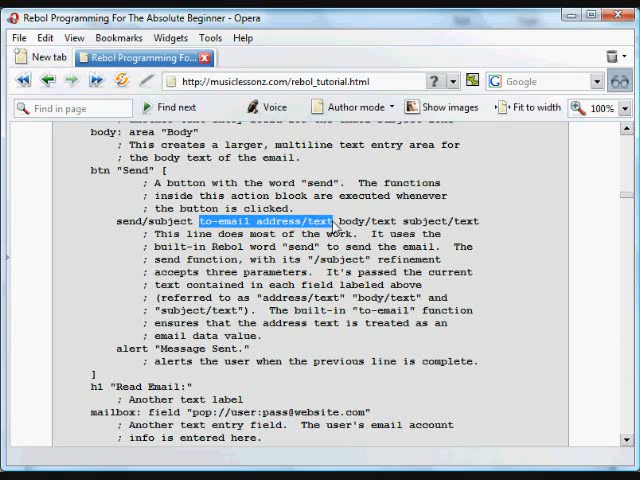 Rebol Programming For The Absolute Beginner - Opera
File Edit View Bookmarks Widgets Tools Help
New tab Rebol Programming Fo...
http://musiclessonz.com/rebol_tutorial.html ? Google
Find in page Find next Voice Author mode Show images Fit to width 100%
body: area "Body"
; This creates a larger, multiline text entry area for
; the body text of the email.
btn "Send" [
; A button with the word "send". The functions
; inside this action block are executed whenever
; the button is clicked.
send/subject to-email address/text body/text subject/text
; This line does most of the work. It uses the
; built-in Rebol word "send" to send the email. The
; send function, with its "/subject" refinement
; accepts three parameters. It's passed the current
; text contained in each field labeled above
; (referred to as "address/text" "body/text" and
; "subject/text"). The built-in "to-email" function
; ensures that the address text is treated as an
; email data value.
alert "Message Sent."
; alerts the user when the previous line is complete.
]
h1 "Read Email:"
; Another text label
mailbox: field "pop://user:pass@website.com"
; Another text entry field. The user's email account
; info is entered here.